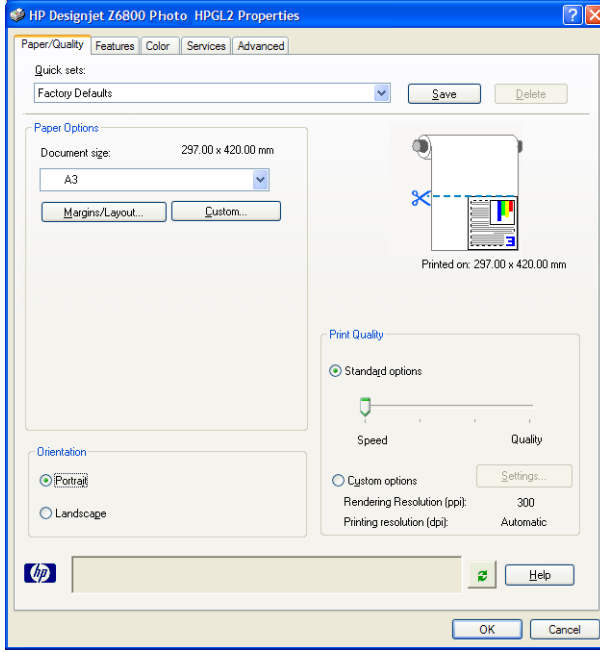 HP Designjet Z6800 Photo HPGL2 Properties
Paper/Quality Features Color Services Advanced
Quick sets:
Factory Defaults Save Delete
Paper Options
Document size: 297.00 x 420.00 mm
A3
Margins/Layout... Custom...
3
Printed on: 297.00 x 420.00 mm
Print Quality
Standard options
Speed Quality
Orientation
Portrait
Custom options Settings...
Rendering Resolution (ppi): 300
Landscape
Printing resolution (dpi): Automatic
hp Help
OK Cancel